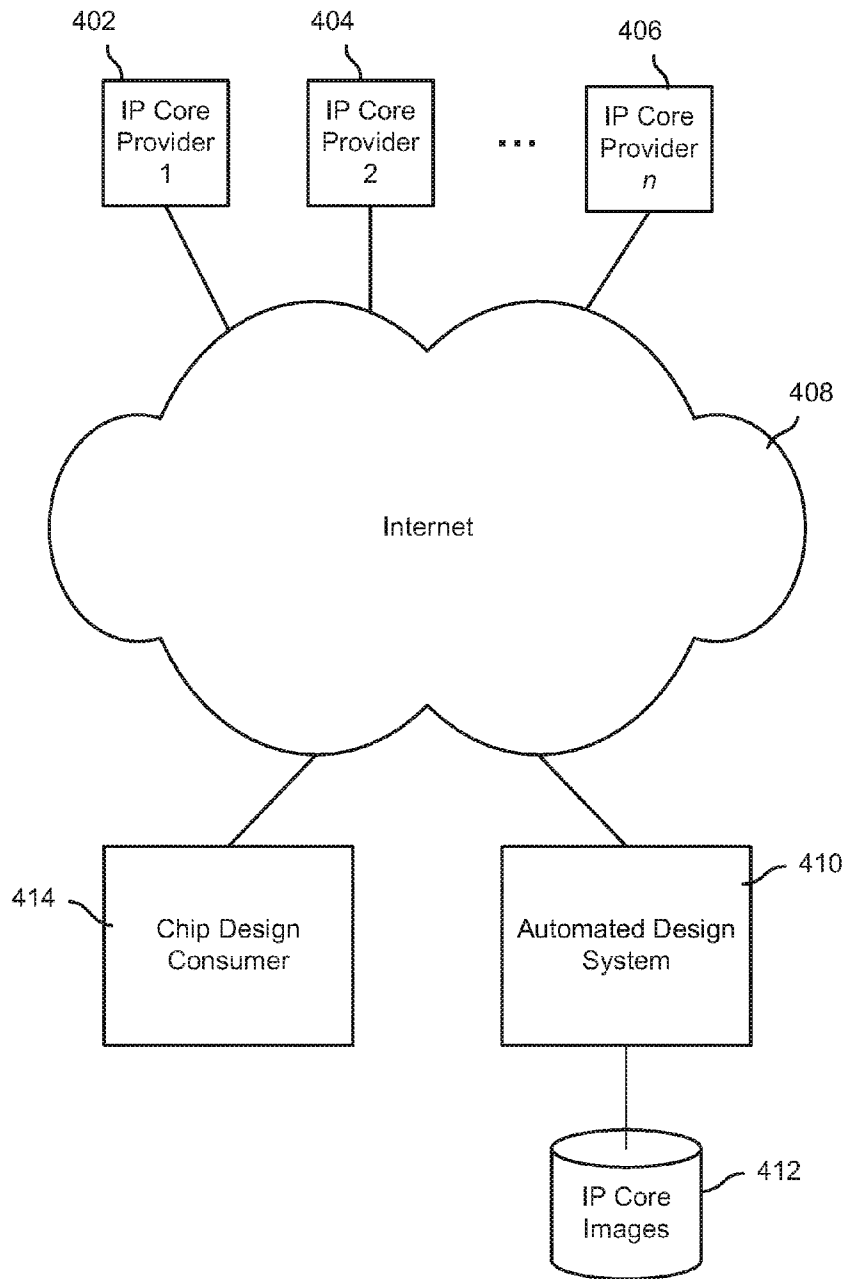 402
404
406
IP Core
Provider
1
IP Core
Provider
2
...
IP Core
Provider
n
408
Internet
414
Chip Design
Consumer
410
Automated Design
System
412
IP Core
Images